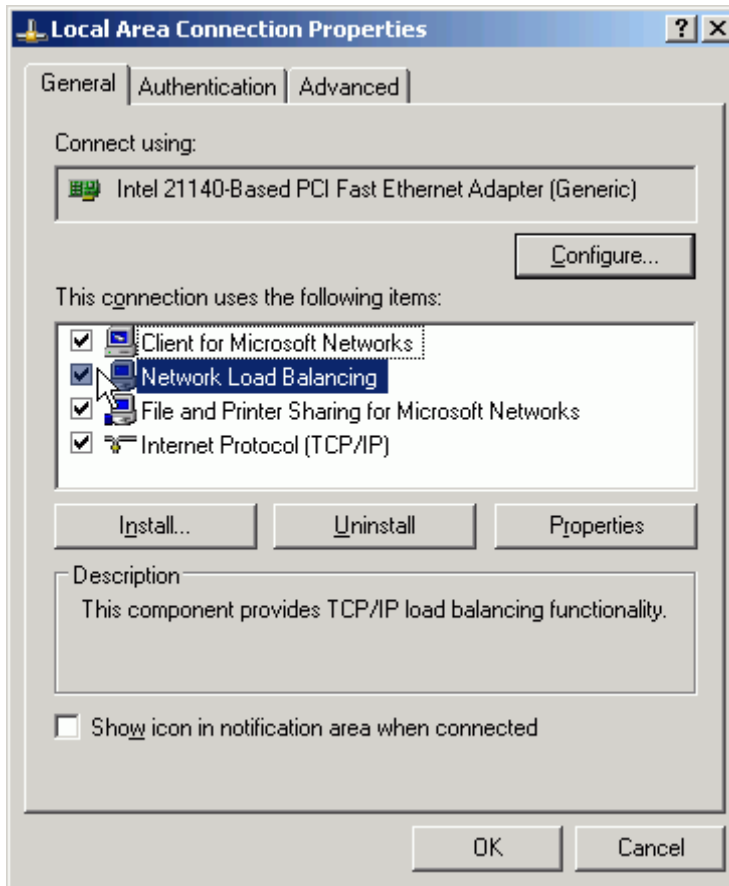 Local Area Connection Properties
General
Authentication
Advanced
Connect using:
Intel 21140-Based PCI Fast Ethernet Adapter (Generic)
Configure...
This connection uses the following items:
Client for Microsoft Networks
Network Load Balancing
File and Printer Sharing for Microsoft Networks
Internet Protocol (TCP/IP)
Install...
Uninstall
Properties
Description
This component provides TCP/IP load balancing functionality.
Show icon in notification area when connected
OK
Cancel